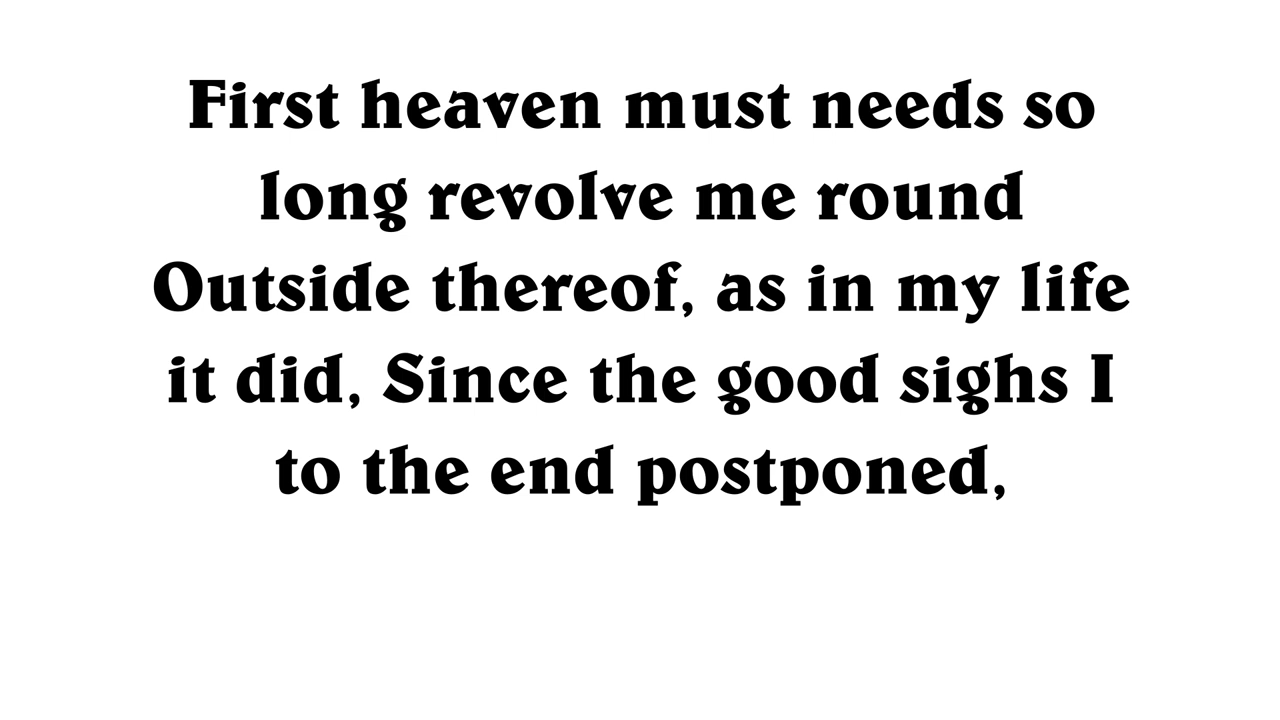 First heaven must needs so
long revolve me round
Outside thereof, as in my life
it did, Since the good sighs I
to the end postponed,